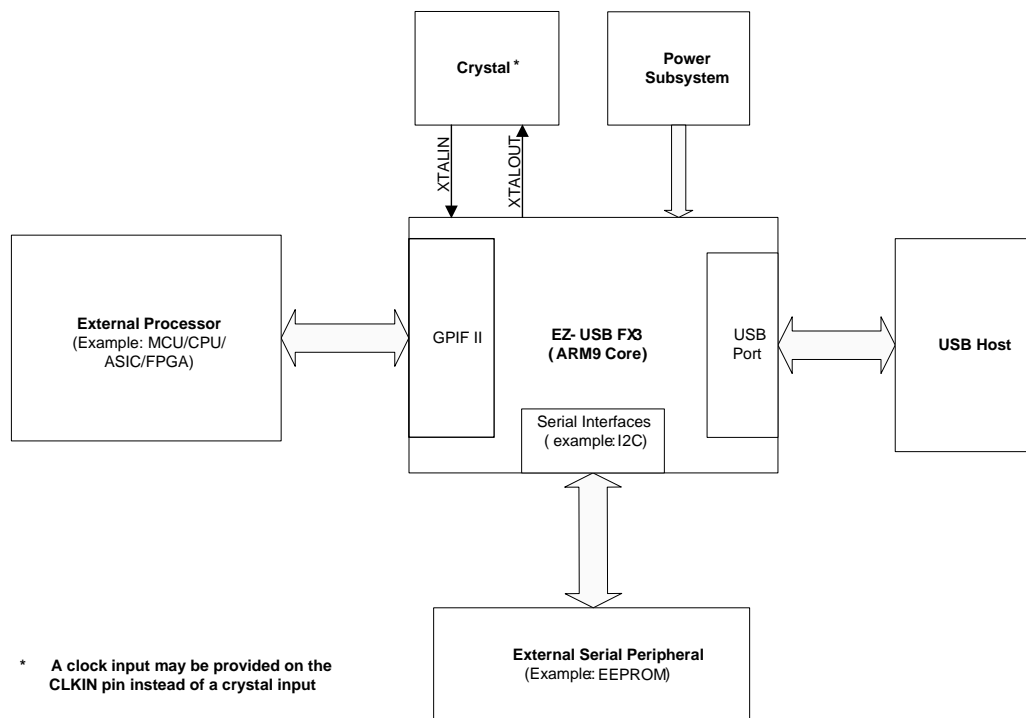 Crystal *
Power
Subsystem
XTALIN
XTALOUT
External Processor
(Example: MCU/CPU/
ASIC/FPGA)
GPIF II
EZ- USB FX3
( ARM9 Core)
USB
Port
USB Host
Serial Interfaces
( example: I2C)
External Serial Peripheral
(Example: EEPROM)
* A clock input may be provided on the
CLKIN pin instead of a crystal input